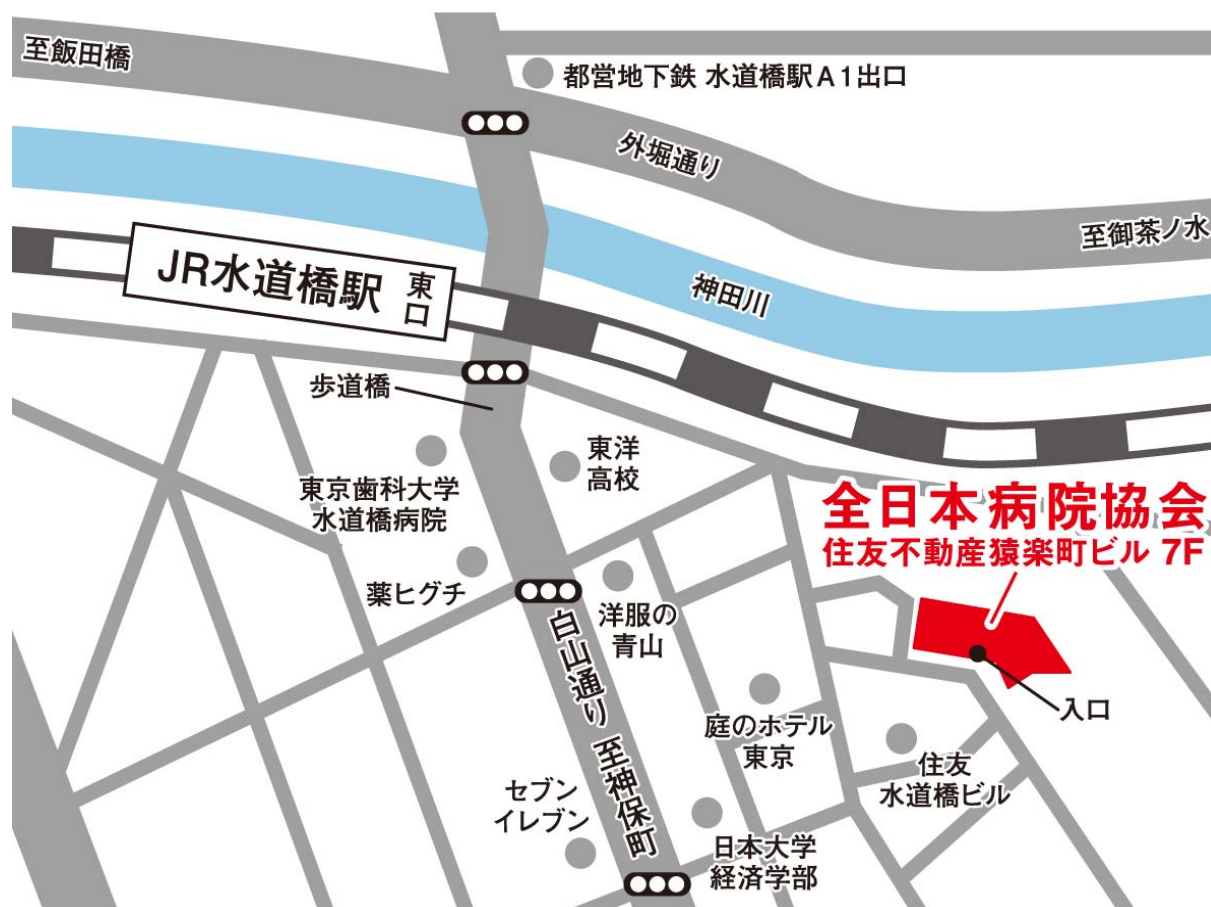 至飯田橋
都営地下鉄 水道橋駅A1出口
外堀通り
至御茶ノ水
JR水道橋駅
東口
神田川
歩道橋
東洋
高校
東京歯科大学
水道橋病院
全日本病院協会
住友不動産猿楽町ビル 7F
薬ヒグチ
洋服の
青山
白山通り 至神保町
入口
庭のホテル
東京
住友
水道橋ビル
セブン
イレブン
日本大学
経済学部